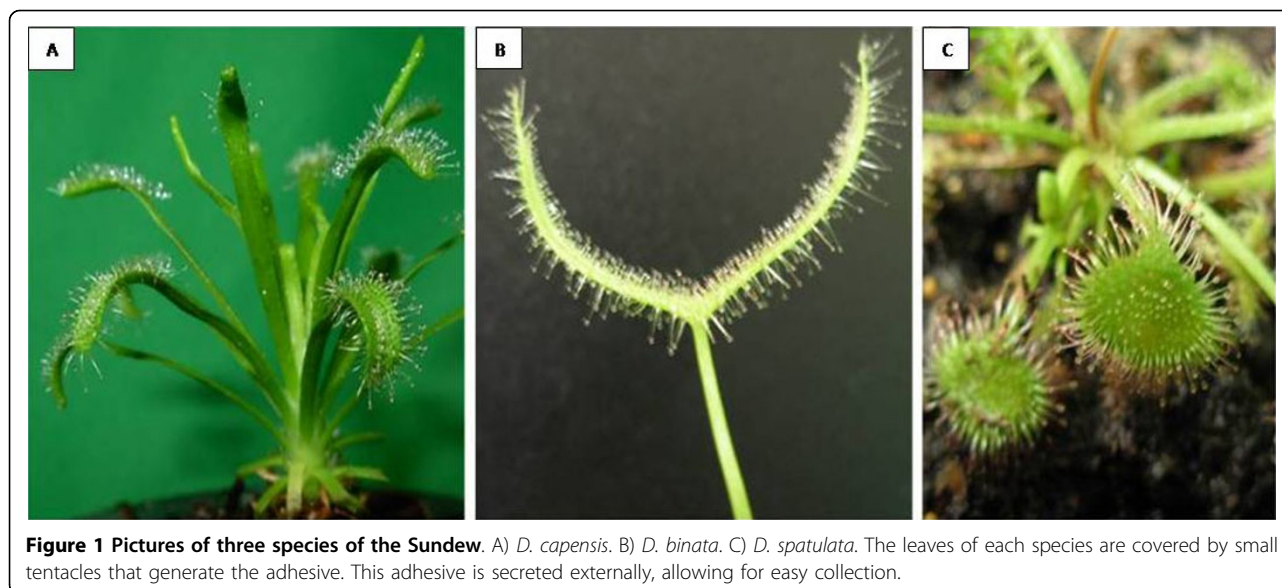 A
B
C
Figure 1 Pictures of three species of the Sundew. A) D. capensis. B) D. binata. C) D. spatulata. The leaves of each species are covered by small
tentacles that generate the adhesive. This adhesive is secreted externally, allowing for easy collection.